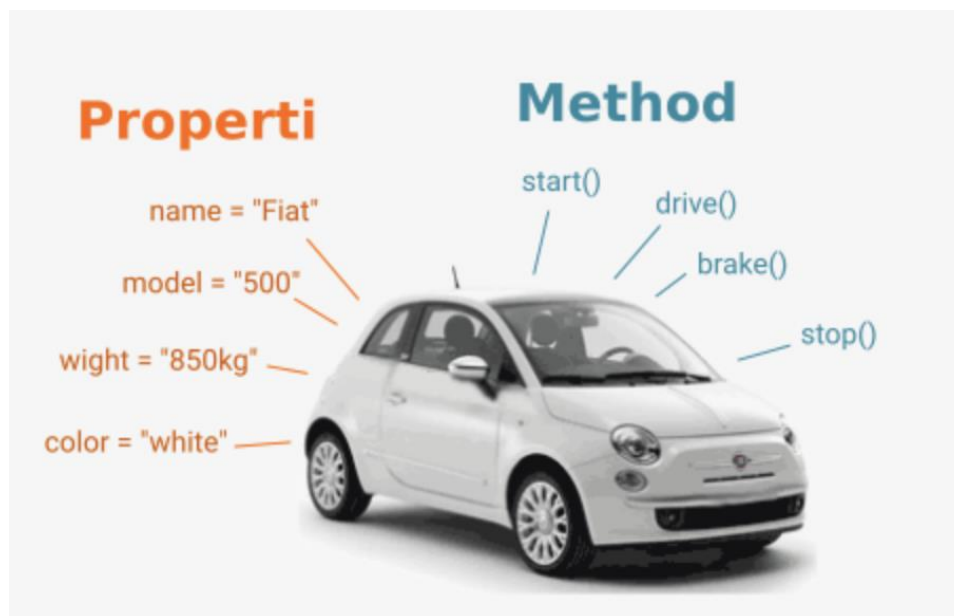 Properti
Method
name = "Fiat"
model = "500"
wight = "850kg"
color = "white"
start()
drive()
brake()
stop()